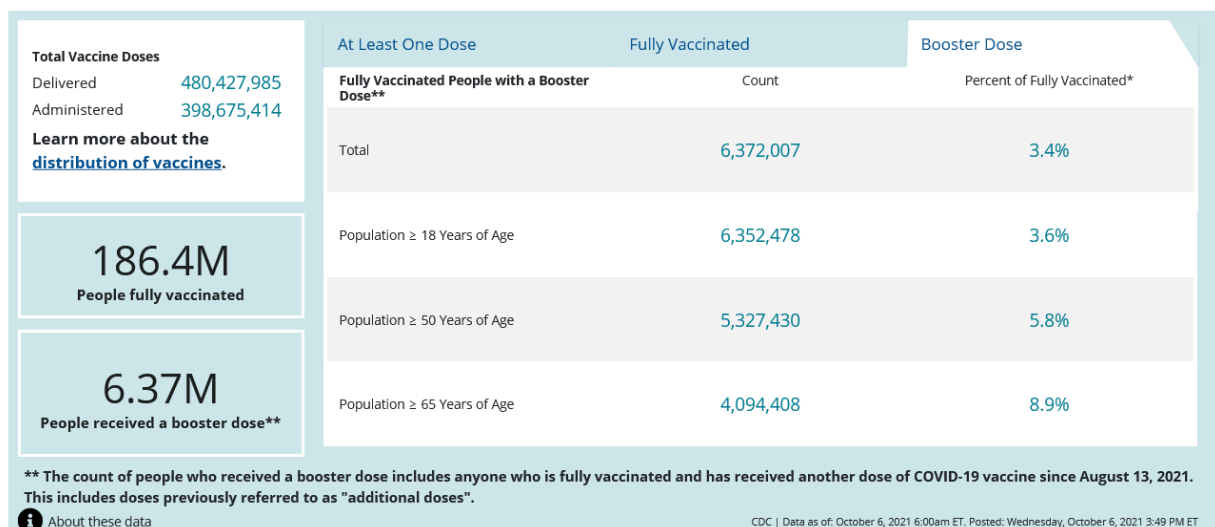 Total Vaccine Doses
Delivered 480,427,985
Administered 398,675,414
Learn more about the
distribution of vaccines.
186.4M
People fully vaccinated
6.37M
People received a booster dose**
At Least One Dose Fully Vaccinated Booster Dose
Fully Vaccinated People with a Booster
Dose**
Count Percent of Fully Vaccinated*
Total 6,372,007 3.4%
Population ≥ 18 Years of Age 6,352,478 3.6%
Population ≥ 50 Years of Age 5,327,430 5.8%
Population ≥ 65 Years of Age 4,094,408 8.9%
** The count of people who received a booster dose includes anyone who is fully vaccinated and has received another dose of COVID-19 vaccine since August 13, 2021.
This includes doses previously referred to as "additional doses".
i About these data
CDC | Data as of: October 6, 2021 6:00am ET. Posted: Wednesday, October 6, 2021 3:49 PM ET